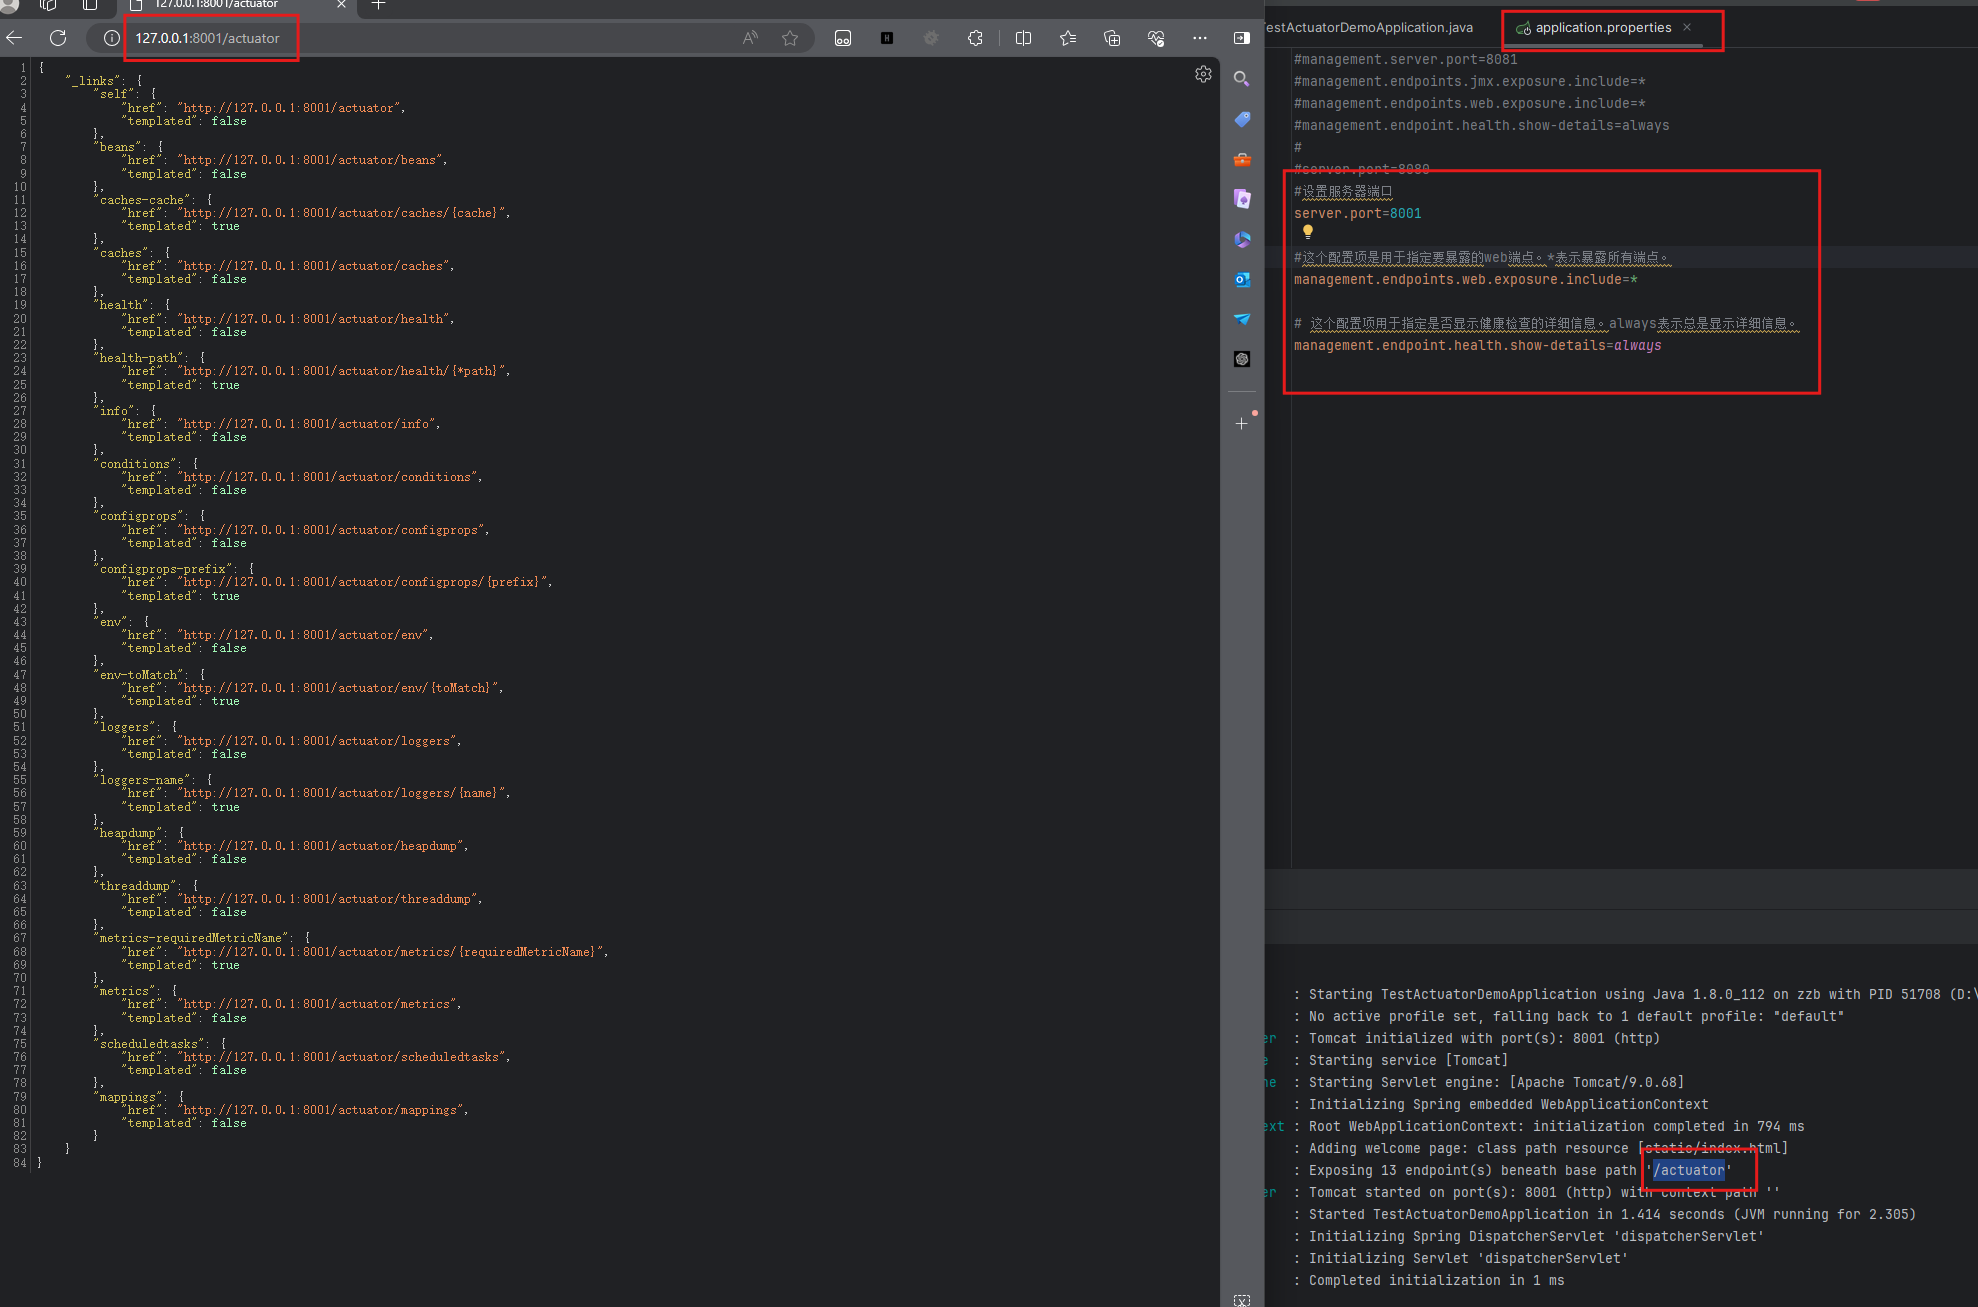 127.0.0.1:8001/actuator
127.0.0.1:8001/actuator
1 {
2 "_links": {
3 "self": {
4 "href": "http://127.0.0.1:8001/actuator",
5 "templated": false
6 },
7 "beans": {
8 "href": "http://127.0.0.1:8001/actuator/beans",
9 "templated": false
10 },
11 "caches-cache": {
12 "href": "http://127.0.0.1:8001/actuator/caches/{cache}",
13 "templated": true
14 },
15 "caches": {
16 "href": "http://127.0.0.1:8001/actuator/caches",
17 "templated": false
18 },
19 "health": {
20 "href": "http://127.0.0.1:8001/actuator/health",
21 "templated": false
22 },
23 "health-path": {
24 "href": "http://127.0.0.1:8001/actuator/health/{*path}",
25 "templated": true
26 },
27 "info": {
28 "href": "http://127.0.0.1:8001/actuator/info",
29 "templated": false
30 },
31 "conditions": {
32 "href": "http://127.0.0.1:8001/actuator/conditions",
33 "templated": false
34 },
35 "configprops": {
36 "href": "http://127.0.0.1:8001/actuator/configprops",
37 "templated": false
38 },
39 "configprops-prefix": {
40 "href": "http://127.0.0.1:8001/actuator/configprops/{prefix}",
41 "templated": true
42 },
43 "env": {
44 "href": "http://127.0.0.1:8001/actuator/env",
45 "templated": false
46 },
47 "env-toMatch": {
48 "href": "http://127.0.0.1:8001/actuator/env/{toMatch}",
49 "templated": true
50 },
51 "loggers": {
52 "href": "http://127.0.0.1:8001/actuator/loggers",
53 "templated": false
54 },
55 "loggers-name": {
56 "href": "http://127.0.0.1:8001/actuator/loggers/{name}",
57 "templated": true
58 },
59 "heapdump": {
60 "href": "http://127.0.0.1:8001/actuator/heapdump",
61 "templated": false
62 },
63 "threaddump": {
64 "href": "http://127.0.0.1:8001/actuator/threaddump",
65 "templated": false
66 },
67 "metrics-requiredMetricName": {
68 "href": "http://127.0.0.1:8001/actuator/metrics/{requiredMetricName}",
69 "templated": true
70 },
71 "metrics": {
72 "href": "http://127.0.0.1:8001/actuator/metrics",
73 "templated": false
74 },
75 "scheduledtasks": {
76 "href": "http://127.0.0.1:8001/actuator/scheduledtasks",
77 "templated": false
78 },
79 "mappings": {
80 "href": "http://127.0.0.1:8001/actuator/mappings",
81 "templated": false
82 }
83 }
84 }
TestActuatorDemoApplication.java application.properties
#management.server.port=8081
#management.endpoints.jmx.exposure.include=*
#management.endpoints.web.exposure.include=*
#management.endpoint.health.show-details=always
#
#server.port=8080
#设置服务器端口
server.port=8001
#这个配置项是用于指定要暴露的web端点。*表示暴露所有端点。
management.endpoints.web.exposure.include=*
# 这个配置项用于指定是否显示健康检查的详细信息。always表示总是显示详细信息。
management.endpoint.health.show-details=always
: Starting TestActuatorDemoApplication using Java 1.8.0_112 on zzb with PID 51708 (D:\
: No active profile set, falling back to 1 default profile: "default"
er : Tomcat initialized with port(s): 8001 (http)
e : Starting service [Tomcat]
ne : Starting Servlet engine: [Apache Tomcat/9.0.68]
: Initializing Spring embedded WebApplicationContext
ext : Root WebApplicationContext: initialization completed in 794 ms
: Adding welcome page: class path resource [static/index.html]
: Exposing 13 endpoint(s) beneath base path '/actuator'
er : Tomcat started on port(s): 8001 (http) with context path ''
: Started TestActuatorDemoApplication in 1.414 seconds (JVM running for 2.305)
: Initializing Spring DispatcherServlet 'dispatcherServlet'
: Initializing Servlet 'dispatcherServlet'
: Completed initialization in 1 ms